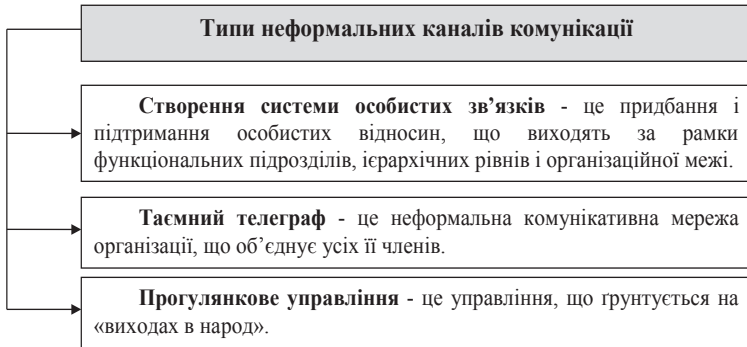 Типи неформальних каналів комунікації
Створення системи особистих зв’язків - це придбання і
підтримання особистих відносин, що виходять за рамки
функціональних підрозділів, ієрархічних рівнів і організаційної межі.
Таємний телеграф - це неформальна комунікативна мережа
організації, що об’єднує усіх її членів.
Прогулянкове управління - це управління, що ґрунтується на
«виходах в народ».